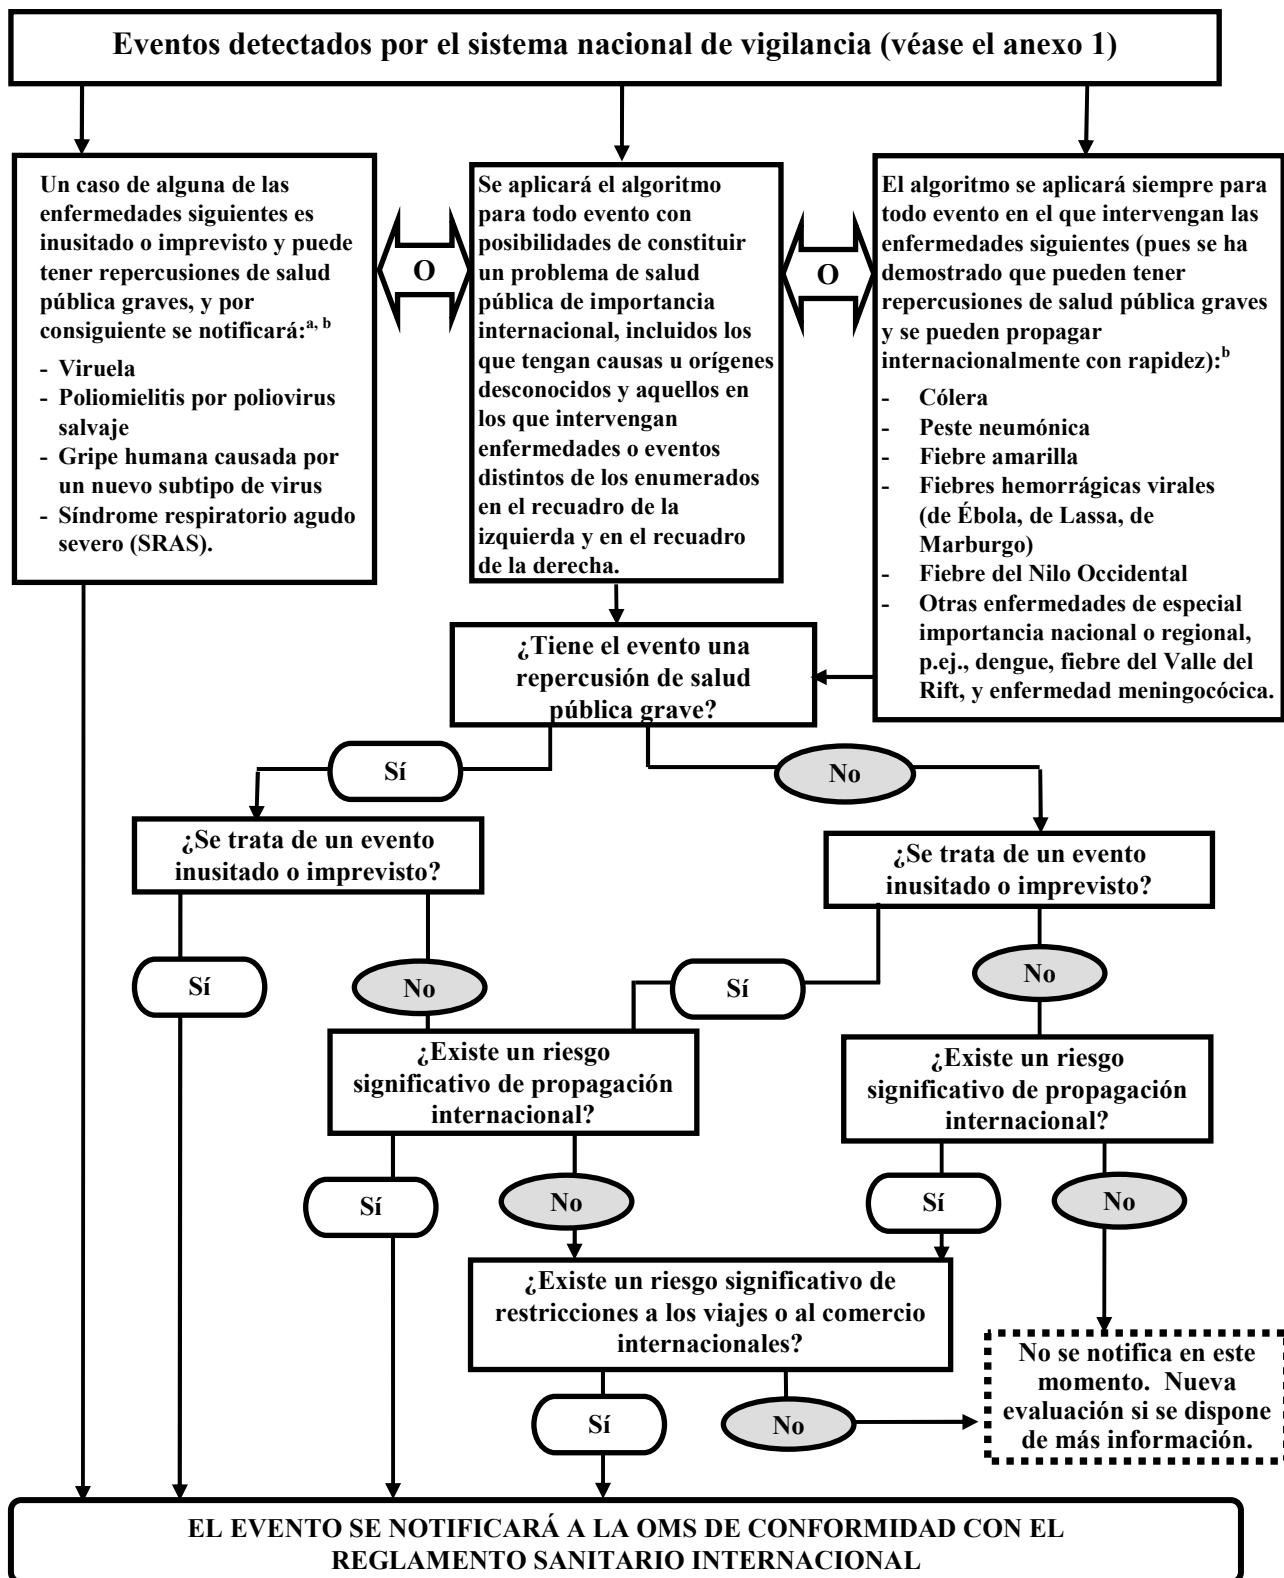 Eventos detectados por el sistema nacional de vigilancia (véase el anexo 1)
Un caso de alguna de las
enfermedades siguientes es
inusitado o imprevisto y puede
tener repercusiones de salud
pública graves, y por
consiguiente se notificará:a, b
- Viruela
- Poliomielitis por poliovirus
salvaje
- Gripe humana causada por
un nuevo subtipo de virus
- Síndrome respiratorio agudo
severo (SRAS).
O
Se aplicará el algoritmo
para todo evento con
posibilidades de constituir
un problema de salud
pública de importancia
internacional, incluidos los
que tengan causas u orígenes
desconocidos y aquellos en
los que intervengan
enfermedades o eventos
distintos de los enumerados
en el recuadro de la
izquierda y en el recuadro
de la derecha.
O
El algoritmo se aplicará siempre para
todo evento en el que intervengan las
enfermedades siguientes (pues se ha
demostrado que pueden tener
repercusiones de salud pública graves
y se pueden propagar
internacionalmente con rapidez):b
- Cólera
- Peste neumónica
- Fiebre amarilla
- Fiebres hemorrágicas virales
(de Ébola, de Lassa, de
Marburgo)
- Fiebre del Nilo Occidental
- Otras enfermedades de especial
importancia nacional o regional,
p.ej., dengue, fiebre del Valle del
Rift, y enfermedad meningocócica.
¿Tiene el evento una
repercusión de salud
pública grave?
Sí
No
¿Se trata de un evento
inusitado o imprevisto?
¿Se trata de un evento
inusitado o imprevisto?
Sí
No
Sí
No
¿Existe un riesgo
significativo de propagación
internacional?
¿Existe un riesgo
significativo de propagación
internacional?
Sí
No
Sí
No
¿Existe un riesgo significativo de
restricciones a los viajes o al comercio
internacionales?
No se notifica en este
momento. Nueva
evaluación si se dispone
de más información.
Sí
No
EL EVENTO SE NOTIFICARÁ A LA OMS DE CONFORMIDAD CON EL
REGLAMENTO SANITARIO INTERNACIONAL